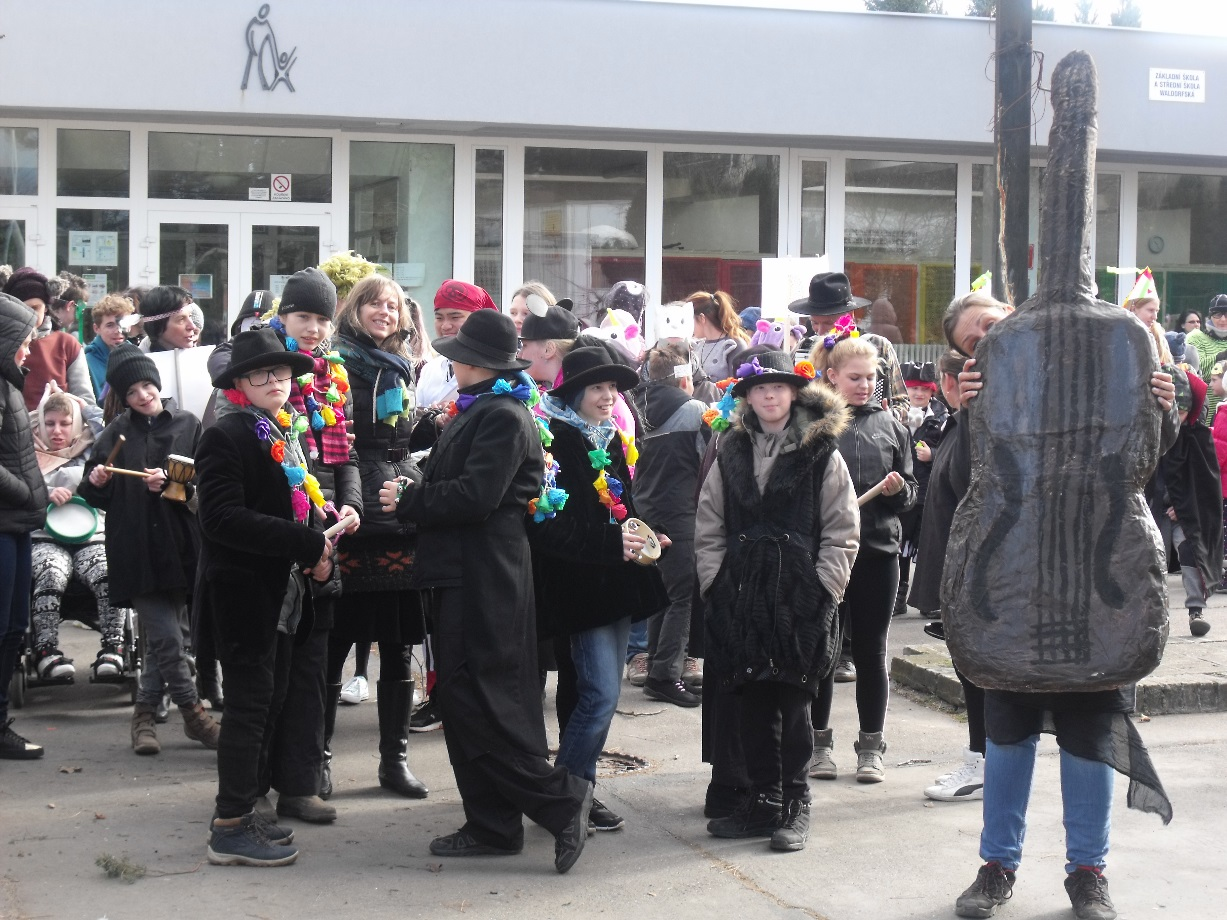 ZÁKLADNÍ ŠKOLA
A STŘEDNÍ ŠKOLA
WALDORFSKÁ